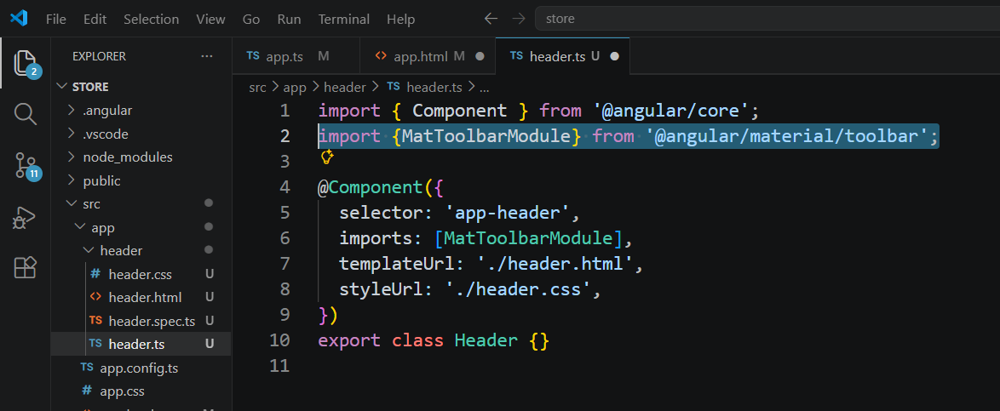 File Edit Selection View Go Run Terminal Help
store
EXPLORER ...
TS app.ts M
<> app.html M
TS header.ts U
2
STORE
.angular
.vscode
node_modules
public
src
app
header
# header.css U
<> header.html U
TS header.spec.ts U
TS header.ts U
TS app.config.ts
# app.css
11
src > app > header > TS header.ts > ...
1 import { Component } from '@angular/core';
2 import {MatToolbarModule} from '@angular/material/toolbar';
3
4 @Component({
5   selector: 'app-header',
6   imports: [MatToolbarModule],
7   templateUrl: './header.html',
8   styleUrl: './header.css',
9 })
10 export class Header {}
11